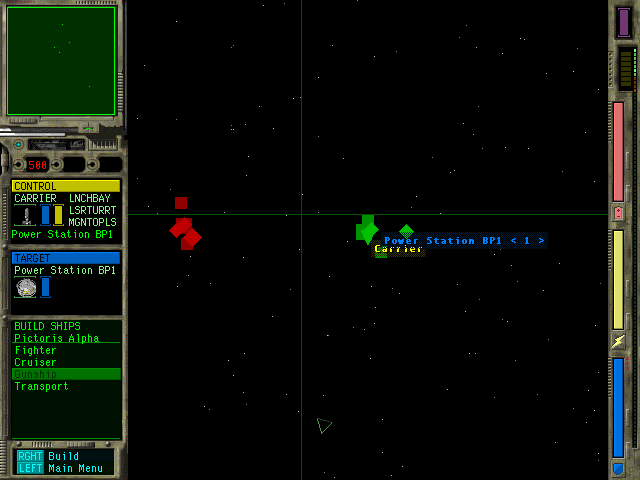 500
CONTROL
CARRIER LNCHBAY
LSRTURRT
MGNTOPLS
Power Station BP1
TARGET
Power Station BP1
BUILD SHIPS
Pictoris Alpha
Fighter
Cruiser
Gunship
Transport
RGHT Build
LEFT Main Menu
Power Station BP1 < 1 >
Carrier